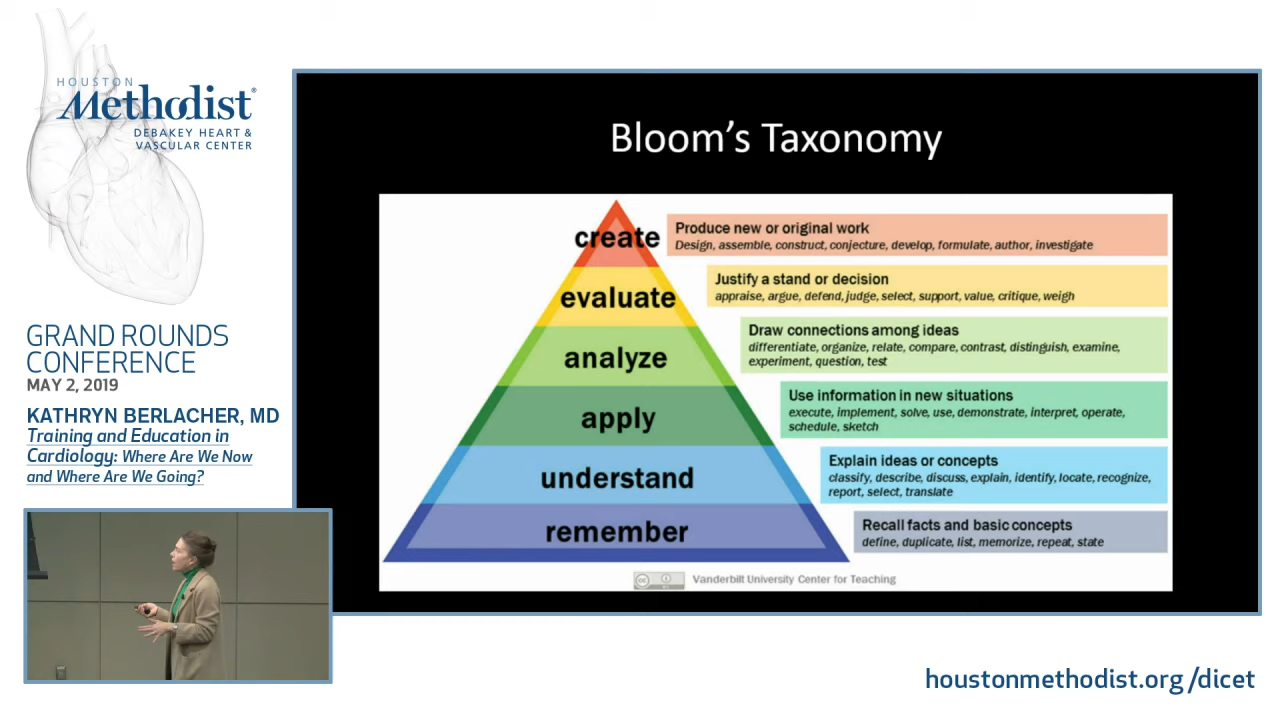 HOUSTON
Methodist®
DEBAKEY HEART &
VASCULAR CENTER
GRAND ROUNDS
CONFERENCE
MAY 2, 2019
KATHRYN BERLACHER, MD
Training and Education in
Cardiology: Where Are We Now
and Where Are We Going?
Bloom's Taxonomy
create
Produce new or original work
Design, assemble, construct, conjecture, develop, formulate, author, investigate
evaluate
Justify a stand or decision
appraise, argue, defend, judge, select, support, value, critique, weigh
analyze
Draw connections among ideas
differentiate, organize, relate, compare, contrast, distinguish, examine,
experiment, question, test
apply
Use information in new situations
execute, implement, solve, use, demonstrate, interpret, operate,
schedule, sketch
understand
Explain ideas or concepts
classify, describe, discuss, explain, identify, locate, recognize,
report, select, translate
remember
Recall facts and basic concepts
define, duplicate, list, memorize, repeat, state
cc
Vanderbilt University Center for Teaching
houstonmethodist.org/dicet